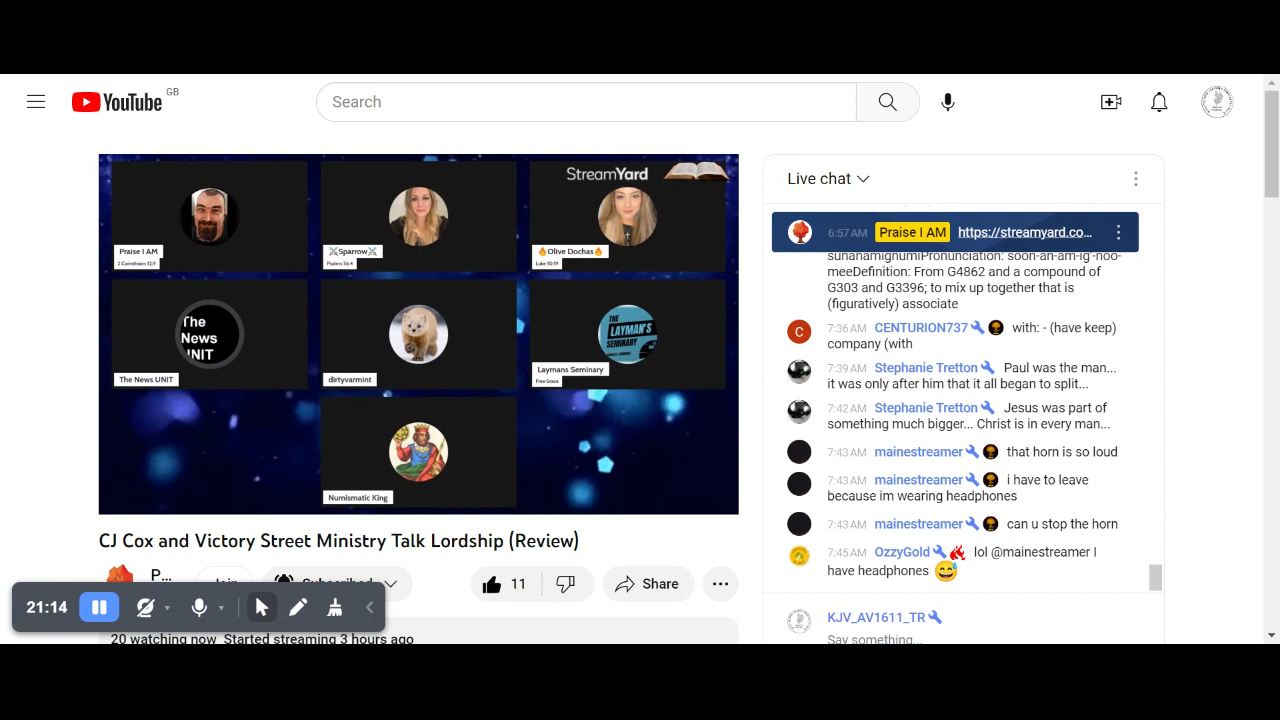 YouTube GB
Search
StreamYard
Praise I AM
2 Corinthians 12:9
⚔Sparrow⚔
Psalms 34:4
🔥Olive Dochas🔥
Luke 10:19
The
News
UNIT
The News UNIT
dirtyvarmint
THE
LAYMAN'S
SEMINARY
Laymans Seminary
Free Grace
Numismatic King
CJ Cox and Victory Street Ministry Talk Lordship (Review)
P...
Join
Subscribed
11
Share
21:14
20 watching now Started streaming 3 hours ago
Live chat
6:57 AM Praise I AM https://streamyard.co...
sunanamignumiPronunciation: soon-an-am-ig'-noo-
meeDefinition: From G4862 and a compound of
G303 and G3396; to mix up together that is
(figuratively) associate
C
7:36 AM CENTURION737 with: - (have keep)
company (with
7:39 AM Stephanie Tretton Paul was the man...
it was only after him that it all began to split...
7:42 AM Stephanie Tretton Jesus was part of
something much bigger... Christ is in every man...
7:43 AM mainestreamer that horn is so loud
7:43 AM mainestreamer i have to leave
because im wearing headphones
7:43 AM mainestreamer can u stop the horn
7:45 AM OzzyGold lol @mainestreamer I
have headphones 😅
KJV_AV1611_TR
Say something...